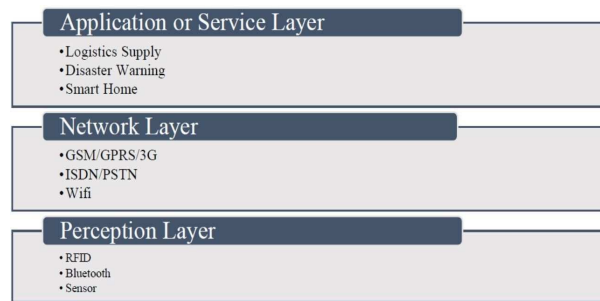 Application or Service Layer
•Logistics Supply
•Disaster Warning
•Smart Home
Network Layer
•GSM/GPRS/3G
•ISDN/PSTN
•Wifi
Perception Layer
•RFID
•Bluetooth
•Sensor